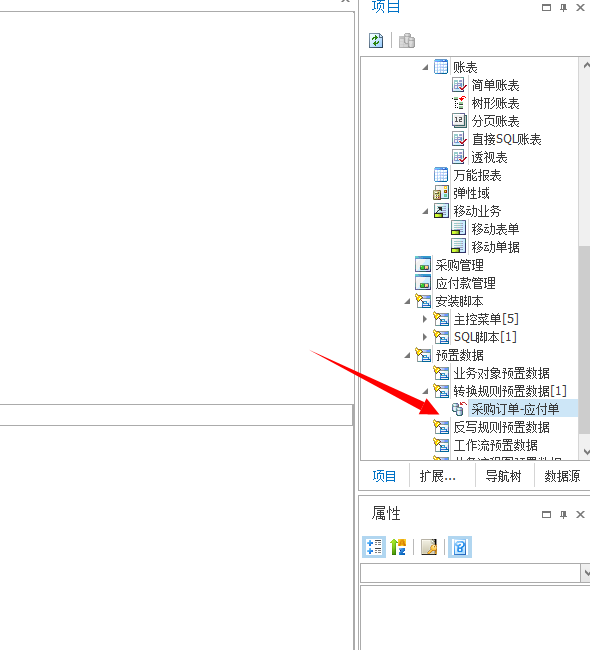 项目
账表
简单账表
树形账表
分页账表
直接SQL账表
透视表
万能报表
弹性域
移动业务
移动表单
移动单据
采购管理
应付款管理
安装脚本
主控菜单[5]
SQL脚本[1]
预置数据
业务对象预置数据
转换规则预置数据[1]
采购订单-应付单
反写规则预置数据
工作流预置数据
项目 扩展... 导航树 数据源
属性